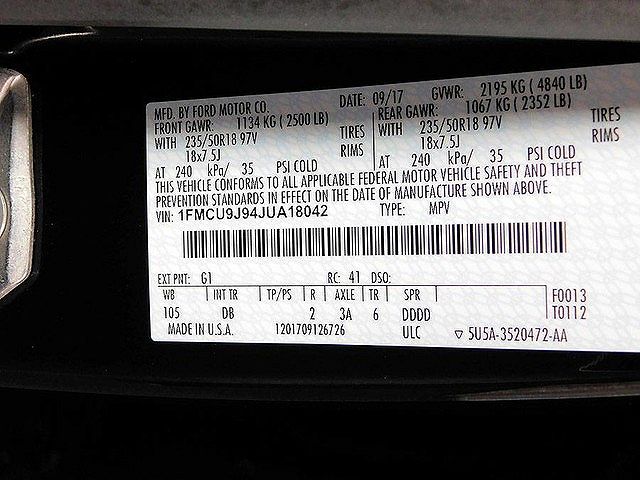 MFD. BY FORD MOTOR CO. DATE: 09/17 GVWR: 2195 KG ( 4840 LB)
FRONT GAWR: 1134 KG ( 2500 LB) REAR GAWR: 1067 KG ( 2352 LB)
WITH 235/50R18 97V TIRES WITH 235/50R18 97V TIRES
18x7.5J RIMS 18x7.5J RIMS
AT 240 kPa/ 35 PSI COLD AT 240 kPa/ 35 PSI COLD
THIS VEHICLE CONFORMS TO ALL APPLICABLE FEDERAL MOTOR VEHICLE SAFETY AND THEFT
PREVENTION STANDARDS IN EFFECT ON THE DATE OF MANUFACTURE SHOWN ABOVE.
VIN: 1FMCU9J94JUA18042 TYPE: MPV
EXT PNT: G1 RC: 41 DSO:
WB INT TR TP/PS R AXLE TR SPR F0013
105 DB 2 3A 6 DDDD T0112
MADE IN U.S.A. 1201709126726 ULC ▽ 5U5A-3520472-AA